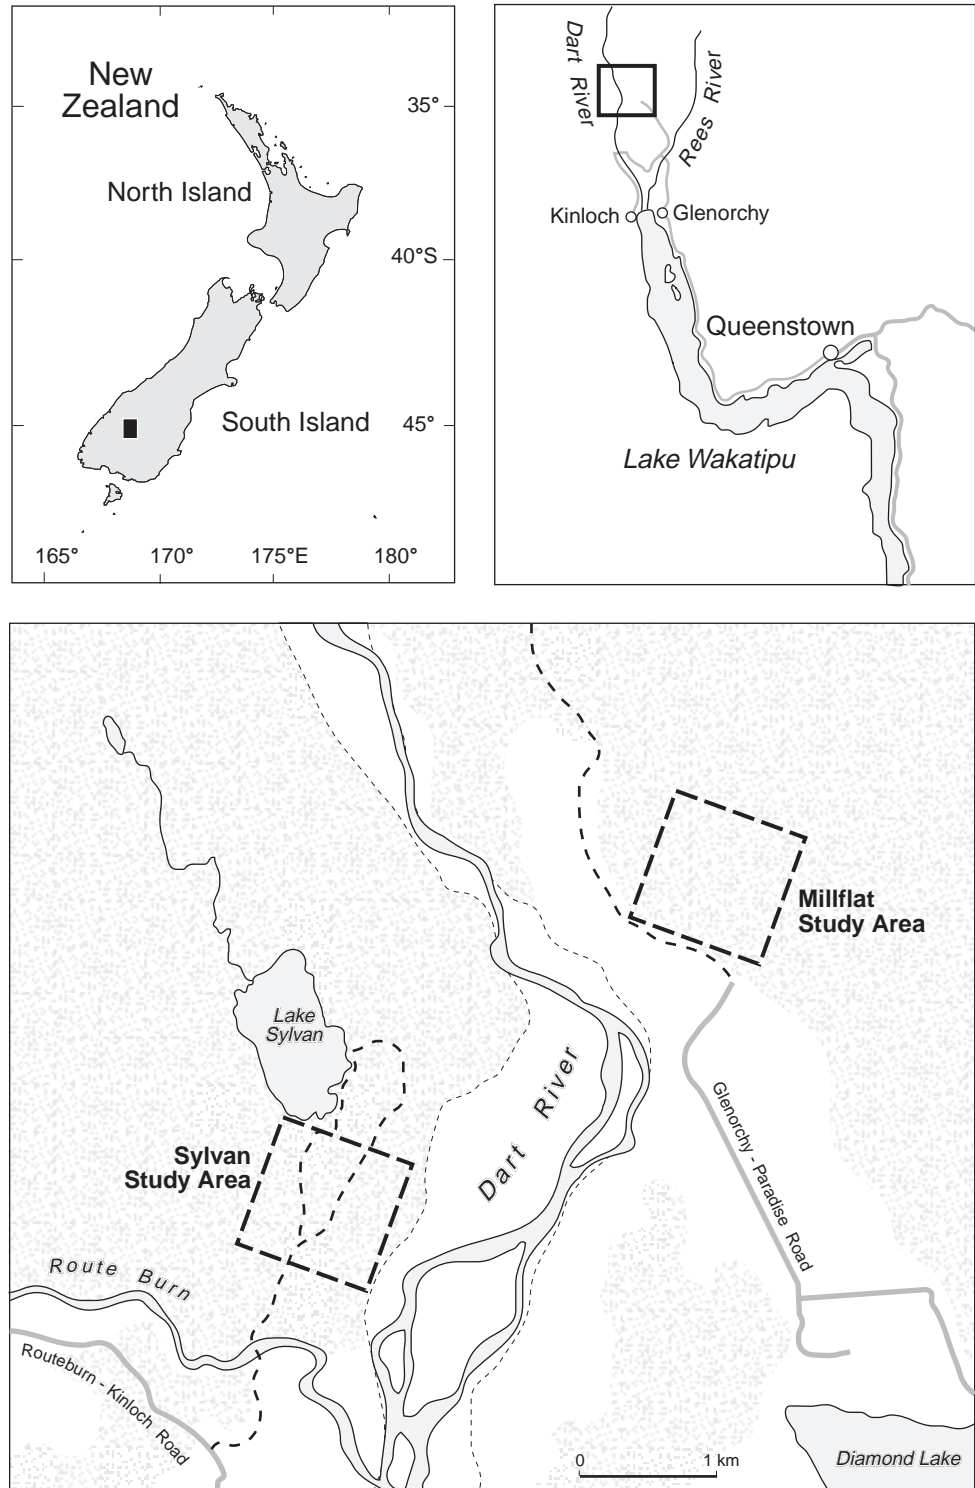 New
Zealand
North Island
South Island
35°
40°S
45°
165°
170°
175°E
180°
Dart River
Rees River
Kinloch
Glenorchy
Queenstown
Lake Wakatipu
Millflat
Study Area
Lake
Sylvan
Dart River
Sylvan
Study Area
Glenorchy - Paradise Road
Route Burn
Routeburn - Kinloch Road
0 1 km
Diamond Lake